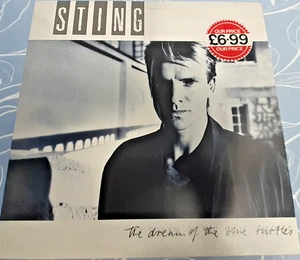 STING
OUR PRICE
£6.99
OUR PRICE
the dream of the blue turtles